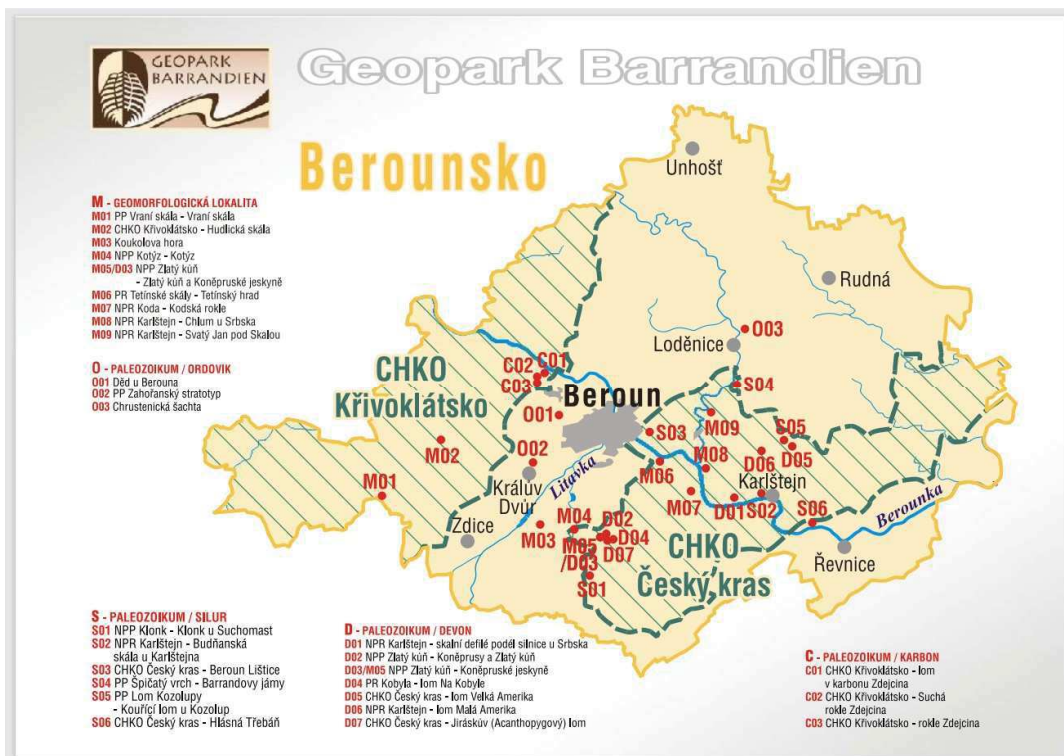 GEOPARK
BARRANDIEN
Geopark Barrandien
Berounsko
M - GEOMORFOLOGICKÁ LOKALITA
M01 PP Vraní skála - Vraní skála
M02 CHKO Křivoklátsko - Hudlická skála
M03 Koukolova hora
M04 NPP Kotýz - Kotýz
M05/D03 NPP Zlatý kůň
- Zlatý kůň a Koněpruské jeskyně
M06 PR Tetínské skály - Tetínský hrad
M07 NPR Koda - Kodská rokle
M08 NPR Karlštejn - Chlum u Srbska
M09 NPR Karlštejn - Svatý Jan pod Skalou
O - PALEOZOIKUM / ORDOVIK
O01 Děd u Berouna
O02 PP Zahořanský stratotyp
O03 Chrustenická šachta
Unhošť
Rudná
O03
Loděnice
C01
C02
C03
CHKO
Křivoklátsko
Beroun
S04
O01
M09
S03
S05
D05
M02
O02
M08
D06
M06
Karlštejn
Litavka
Králův
Dvůr
M01
M07
D01
S02
S06
Berounka
Zdice
M03
M04
D02
D04
M05
/D03
D07
S01
CHKO
Český kras
Řevnice
S - PALEOZOIKUM / SILUR
S01 NPP Klonk - Klonk u Suchomast
S02 NPR Karlštejn - Budňanská
skála u Karlštejna
S03 CHKO Český kras - Beroun Lištice
S04 PP Špičatý vrch - Barrandovy jámy
S05 PP Lom Kozolupy
- Kouřící lom u Kozolup
S06 CHKO Český kras - Hlásná Třebáň
D - PALEOZOIKUM / DEVON
D01 NPR Karlštejn - skalní defilé podél silnice u Srbska
D02 NPP Zlatý kůň - Koněprusy a Zlatý kůň
D03/M05 NPP Zlatý kůň - Koněpruské jeskyně
D04 PR Kobyla - lom Na Kobyle
D05 CHKO Český kras - lom Velká Amerika
D06 NPR Karlštejn - lom Malá Amerika
D07 CHKO Český kras - Jiráskův (Acanthopygový) lom
C - PALEOZOIKUM / KARBON
C01 CHKO Křivoklátsko - lom
v karbonu Zdejcina
C02 CHKO Křivoklátsko - Suchá
rokle Zdejcina
C03 CHKO Křivoklátsko - rokle Zdejcina